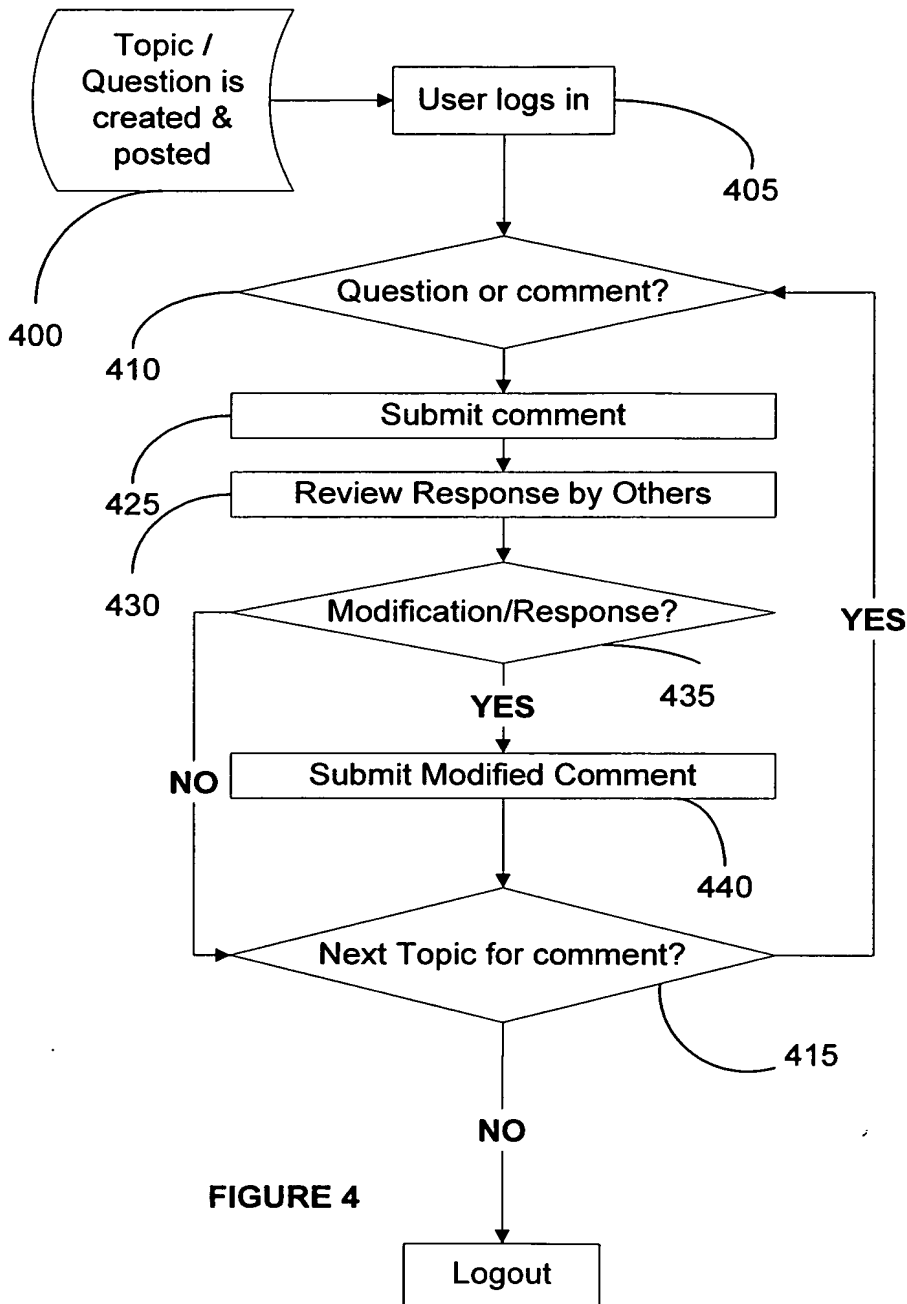 Topic /
Question is
created &
posted
User logs in
405
Question or comment?
400
410
Submit comment
425
Review Response by Others
430
Modification/Response?
YES
435
YES
NO
Submit Modified Comment
440
Next Topic for comment?
415
NO
FIGURE 4
Logout